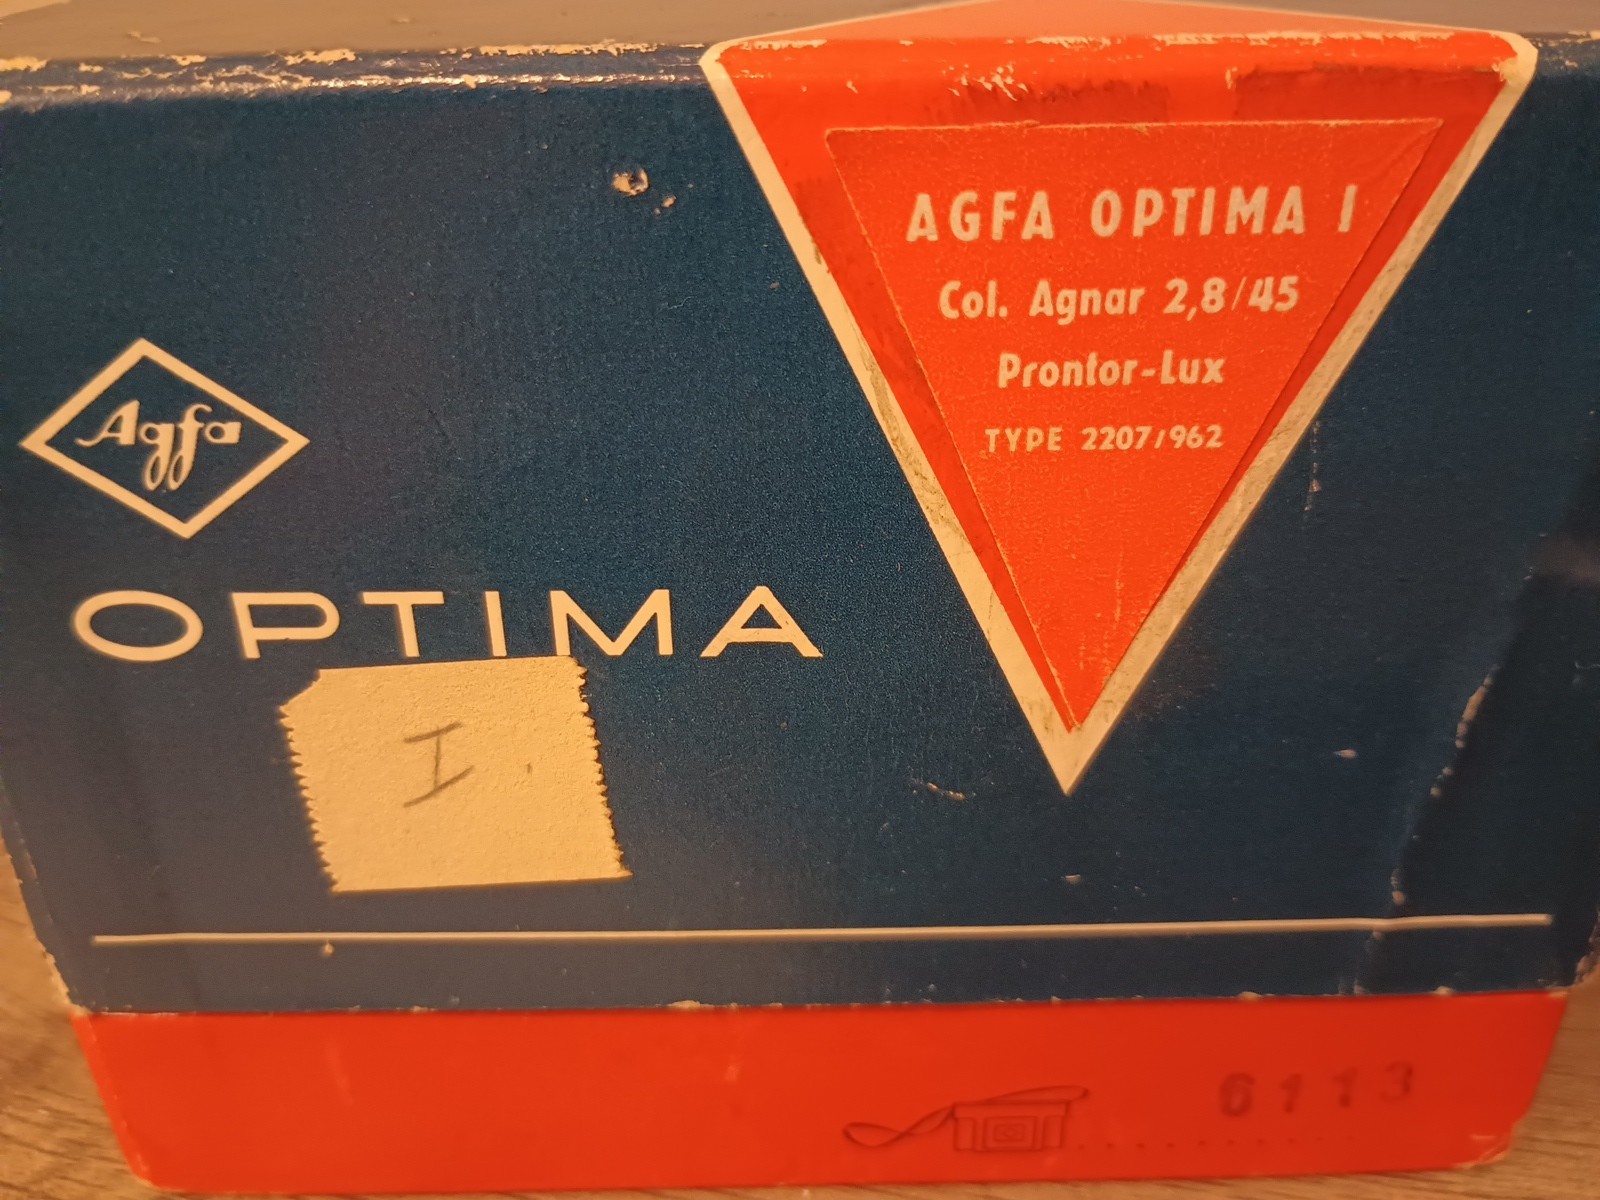 AGFA OPTIMA I
Col. Agnar 2,8/45
Prontor-Lux
TYPE 2207/962
Agfa
OPTIMA
I
6113